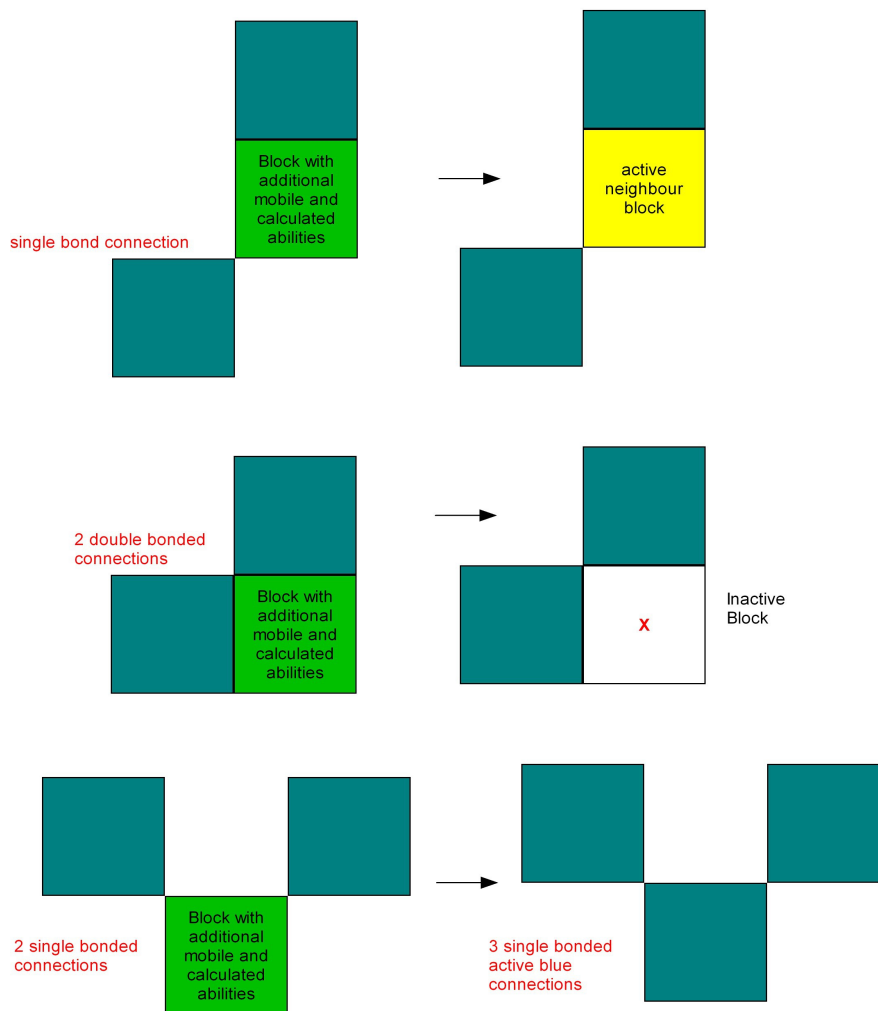 Block with
additional
mobile and
calculated
abilities
active
neighbour
block
single bond connection
2 double bonded
connections
Block with
additional
mobile and
calculated
abilities
X
Inactive
Block
Block with
additional
mobile and
calculated
abilities
2 single bonded
connections
3 single bonded
active blue
connections